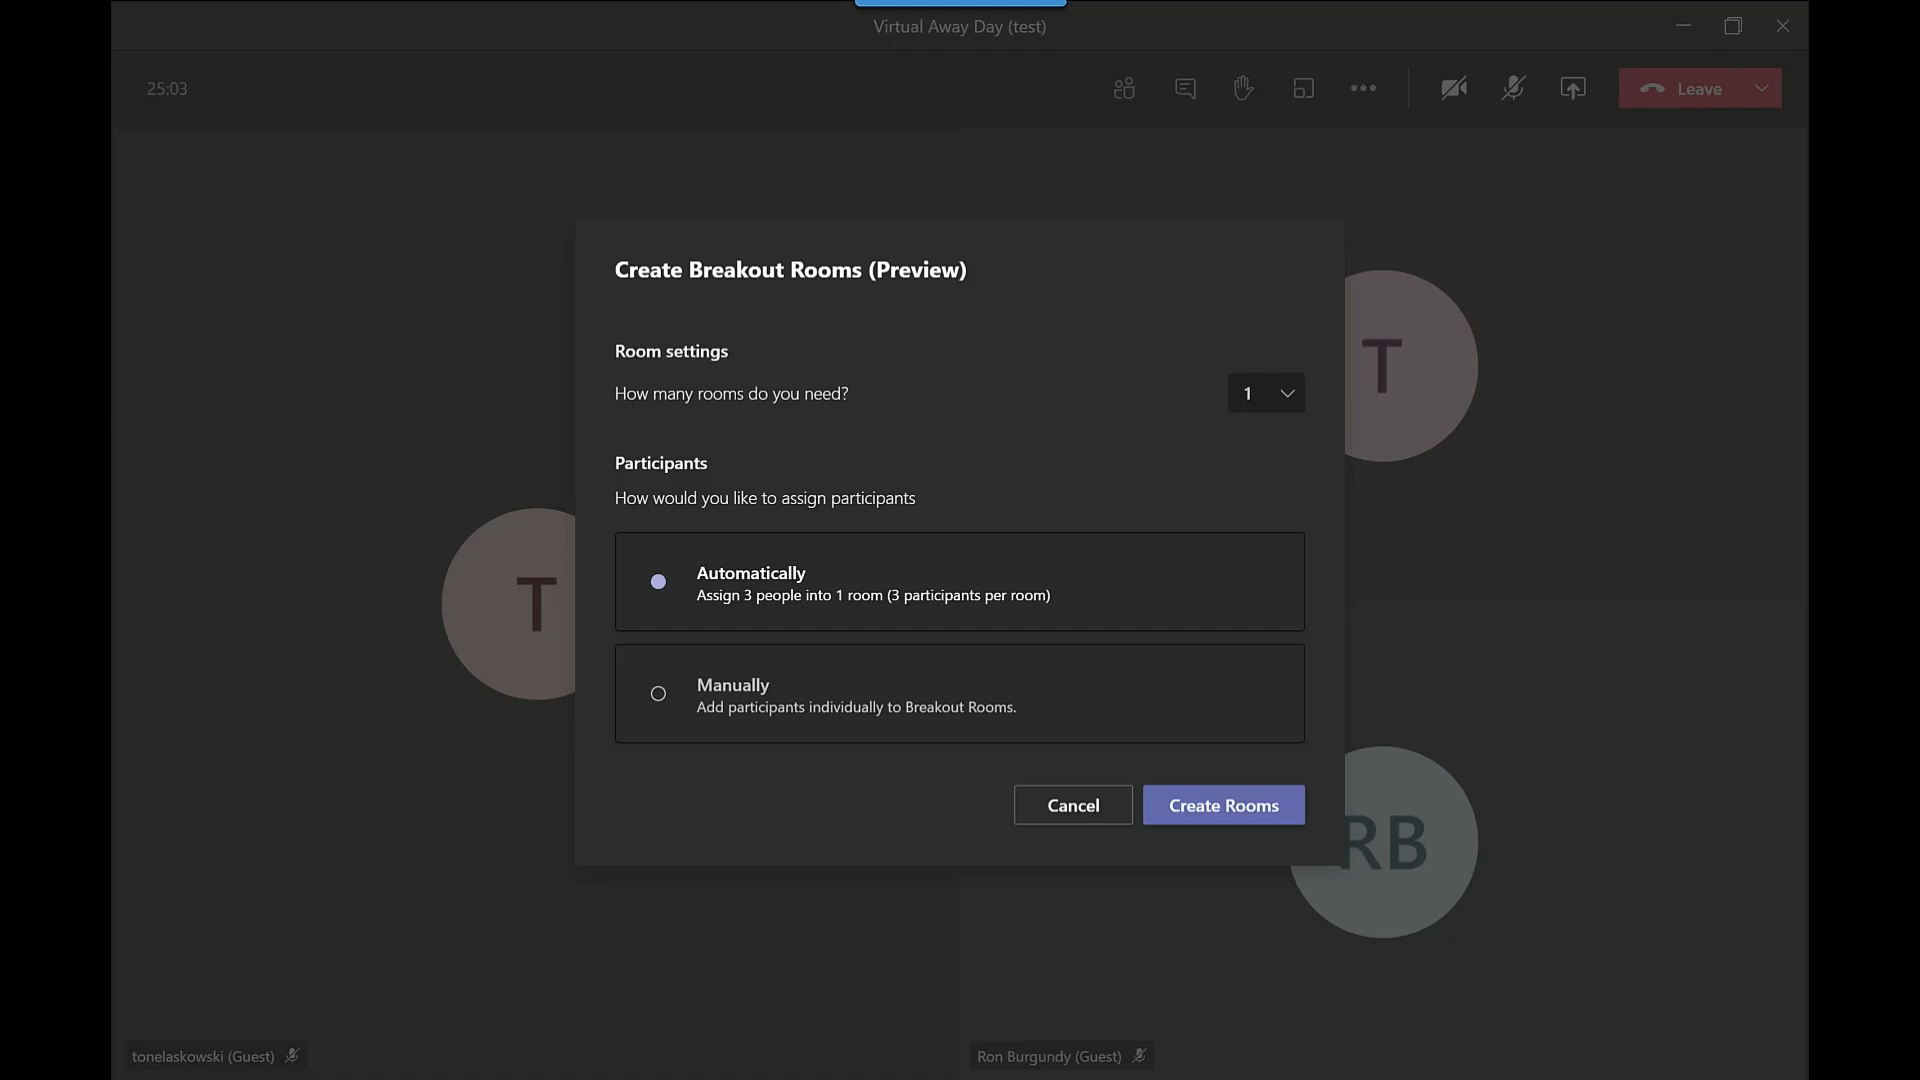 Virtual Away Day (test)
25:03
Leave
Create Breakout Rooms (Preview)
Room settings
How many rooms do you need?
1
Participants
How would you like to assign participants
Automatically
Assign 3 people into 1 room (3 participants per room)
Manually
Add participants individually to Breakout Rooms.
Cancel
Create Rooms
T
T
RB
tonelaskowski (Guest)
Ron Burgundy (Guest)